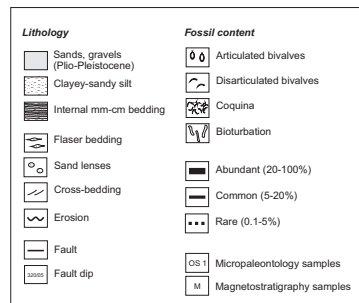 Lithology
Sands, gravels
(Plio-Pleistocene)
Clayey-sandy silt
Internal mm-cm bedding
Flaser bedding
Sand lenses
Cross-bedding
Erosion
Fault
320/05 Fault dip
Fossil content
Articulated bivalves
Disarticulated bivalves
Coquina
Bioturbation
Abundant (20-100%)
Common (5-20%)
Rare (0.1-5%)
OS 1 Micropaleontology samples
M Magnetostratigraphy samples